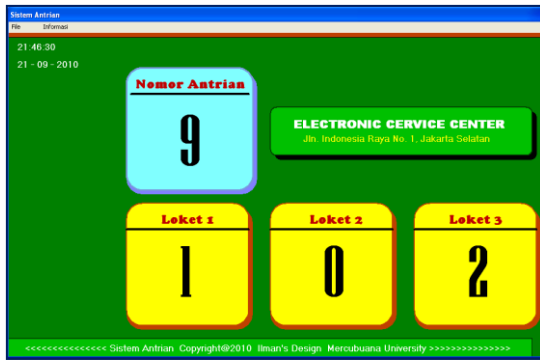 Sistem Antrian
File Informasi
21:46:30
21 - 09 - 2010
Nomor Antrian
9
ELECTRONIC CERVICE CENTER
Jln. Indonesia Raya No. 1, Jakarta Selatan
Loket 1
1
Loket 2
0
Loket 3
2
<<<<<<<<<<<<<<< Sistem Antrian Copyright@2010 Ilman's Design Mercubuana University >>>>>>>>>>>>>>>